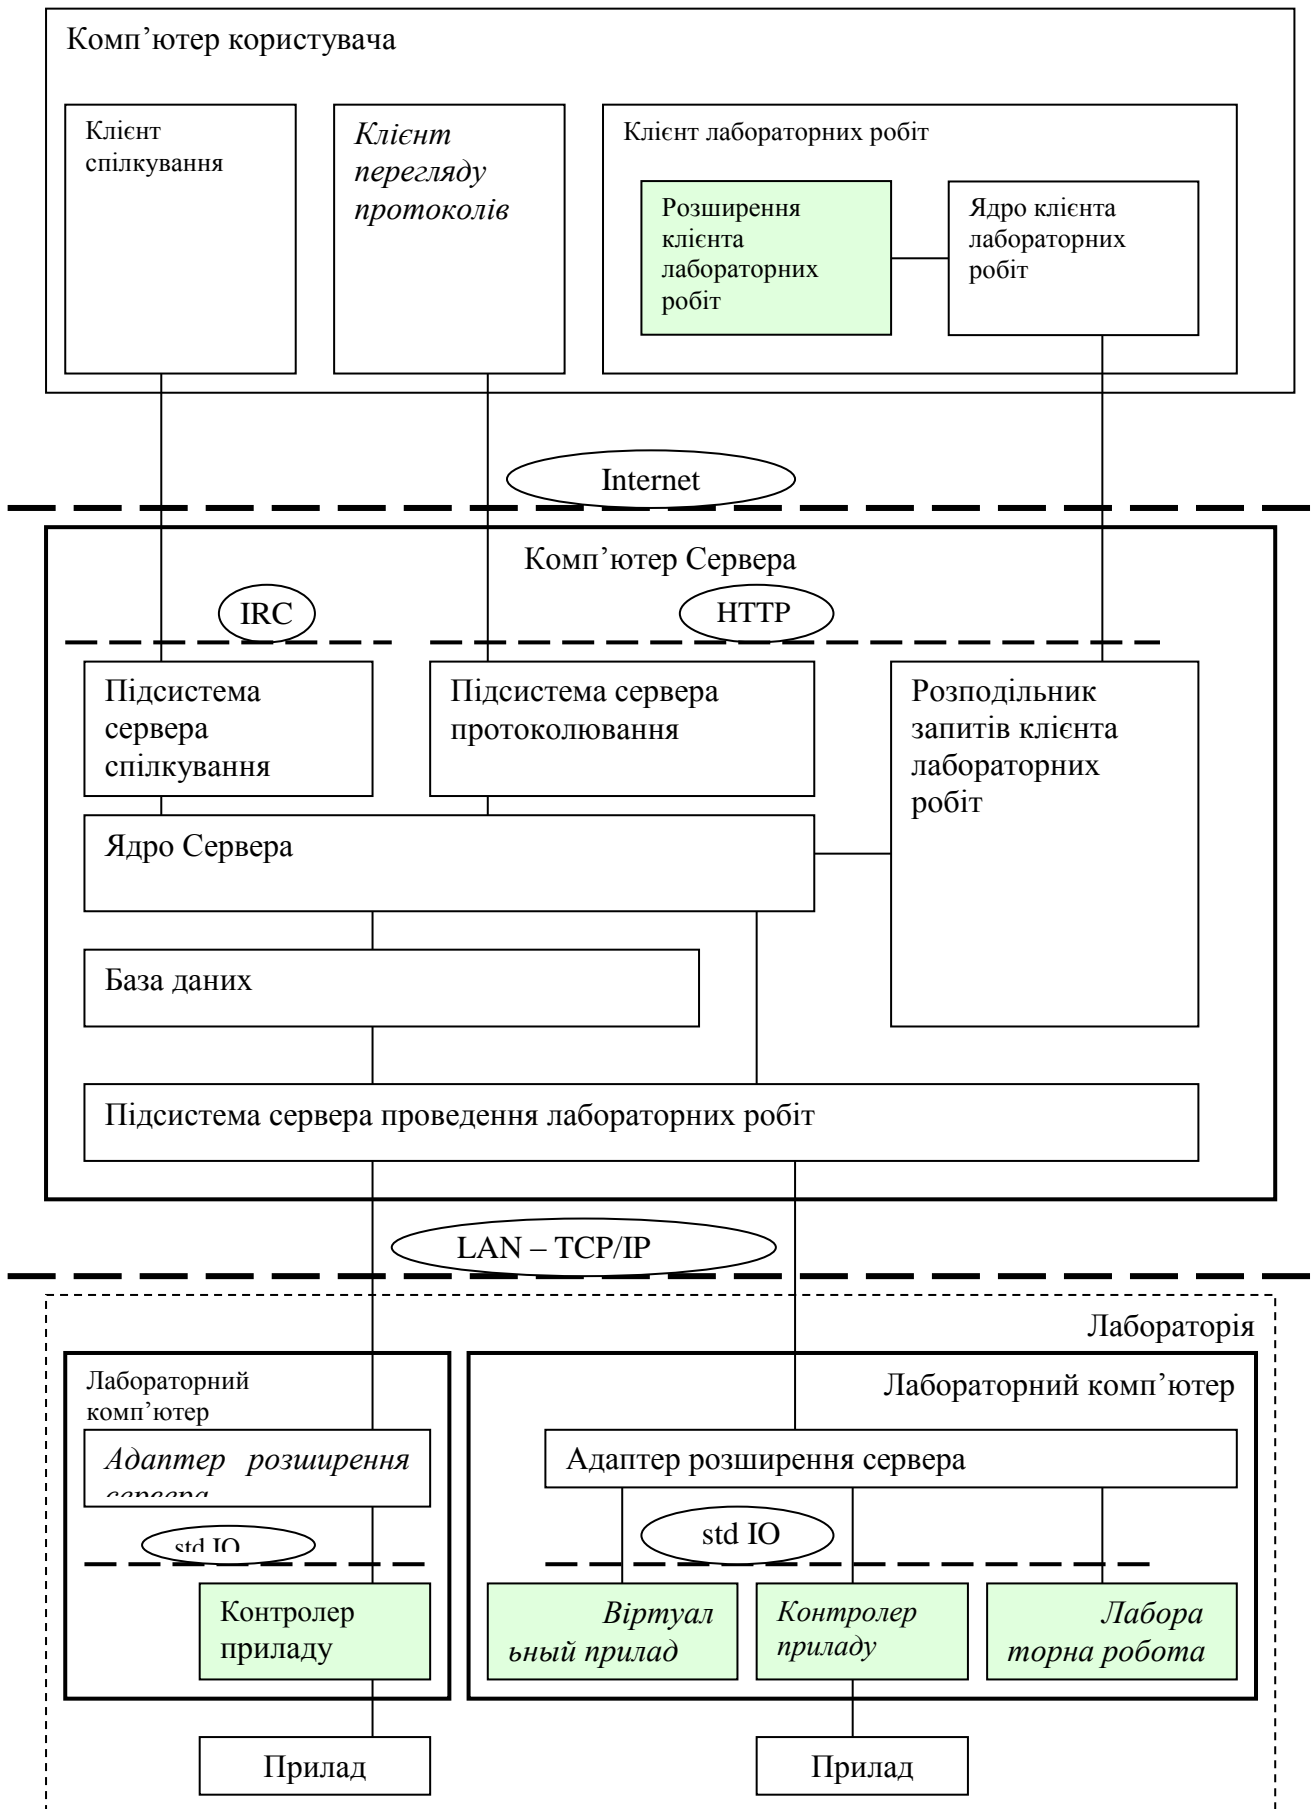 Комп’ютер користувача
Клієнт
спілкування
Клієнт
перегляду
протоколів
Клієнт лабораторних робіт
Розширення
клієнта
лабораторних
робіт
Ядро клієнта
лабораторних
робіт
Internet
Комп’ютер Сервера
IRC
HTTP
Підсистема
сервера
спілкування
Підсистема сервера
протоколювання
Розподільник
запитів клієнта
лабораторних
робіт
Ядро Сервера
База даних
Підсистема сервера проведення лабораторних робіт
LAN – TCP/IP
Лабораторія
Лабораторний
комп’ютер
Лабораторний комп’ютер
Адаптер розширення
сервера
Адаптер розширення сервера
std IO
std IO
Контролер
приладу
Віртуал
ьный прилад
Контролер
приладу
Лабора
торна робота
Прилад
Прилад